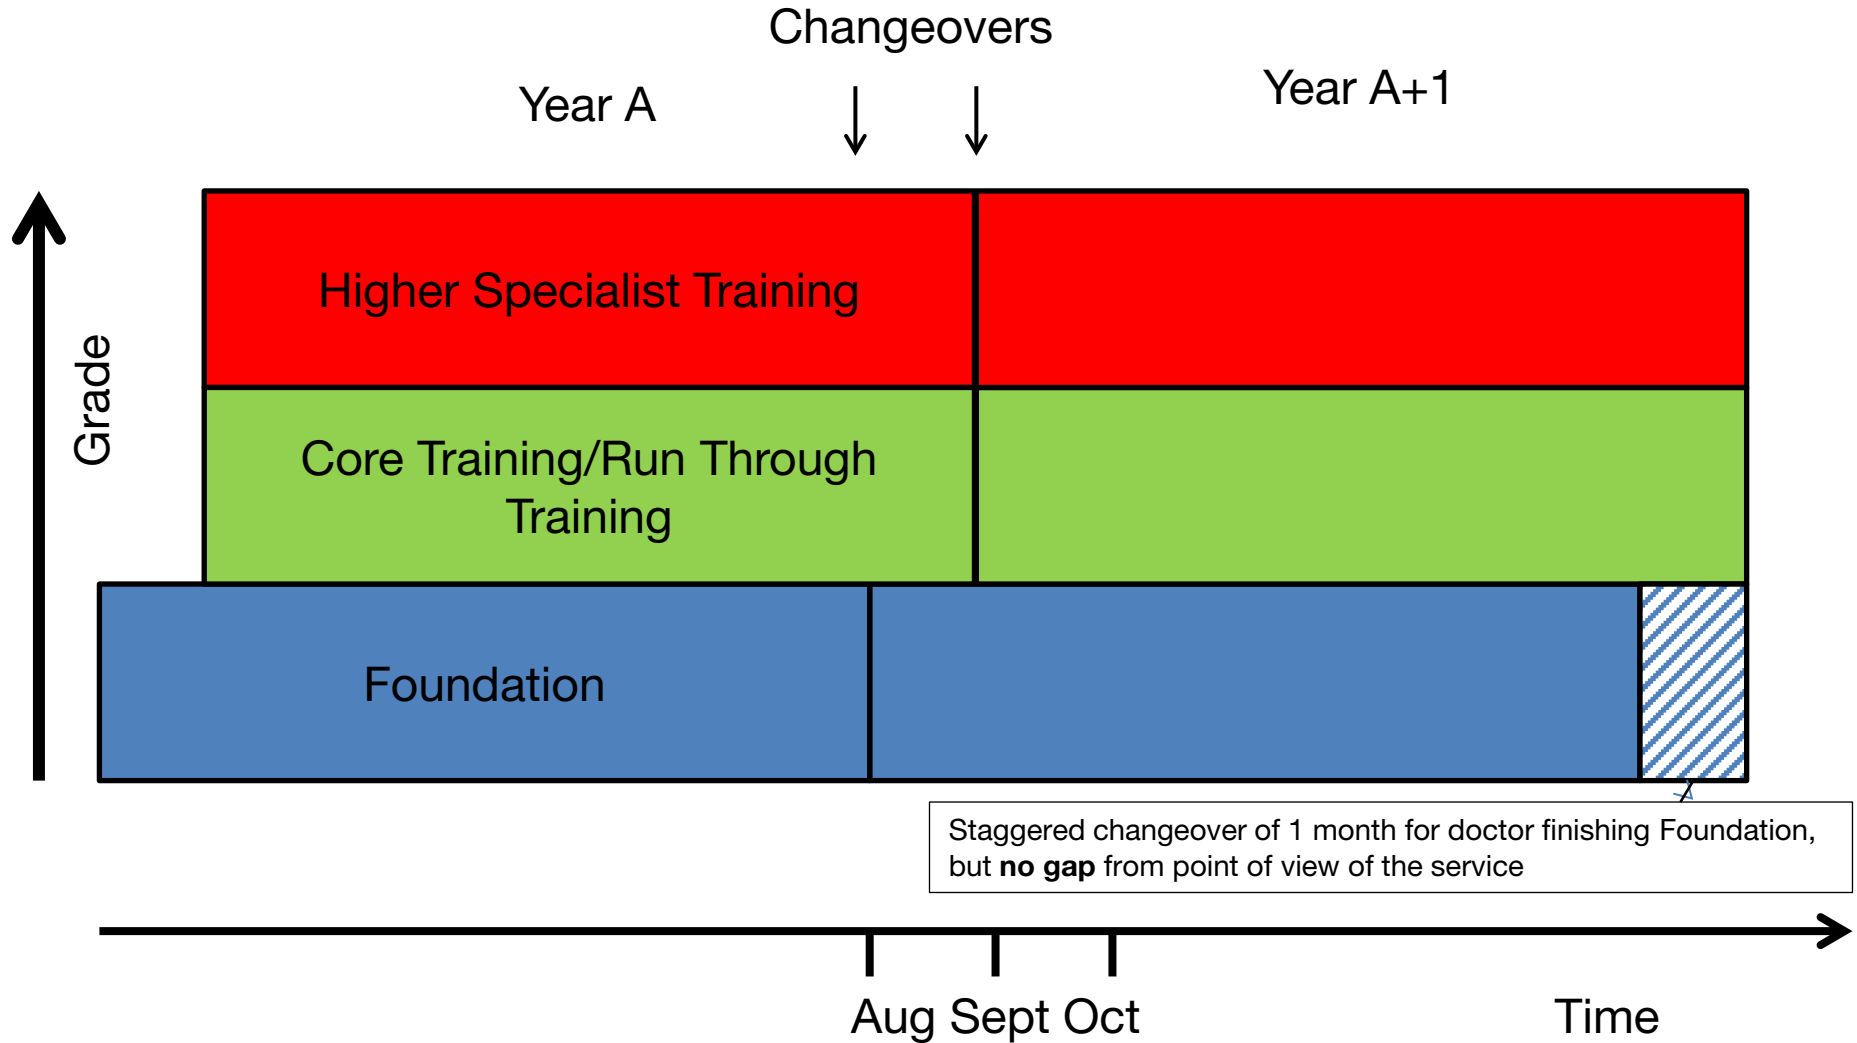 Changeovers
Year A
Year A+1
Higher Specialist Training
Grade
Core Training/Run Through
Training
Foundation
Staggered changeover of 1 month for doctor finishing Foundation,
but no gap from point of view of the service
Aug Sept Oct
Time